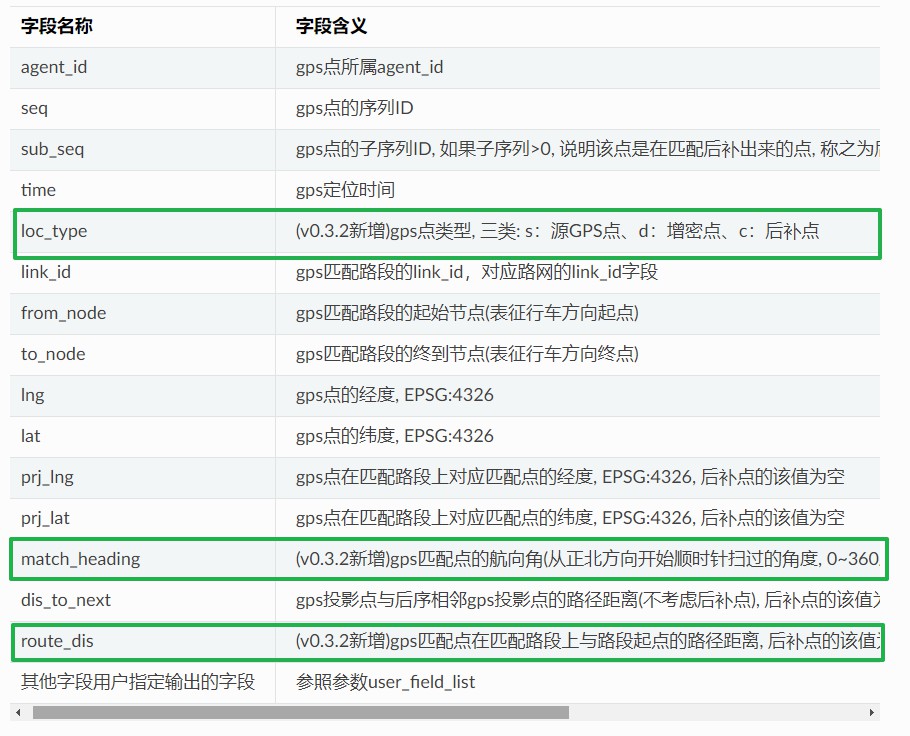 字段名称 字段含义
agent_id gps点所属agent_id
seq gps点的序列ID
sub_seq gps点的子序列ID, 如果子序列>0, 说明该点是在匹配后补出来的点, 称之为
time gps定位时间
loc_type (v0.3.2新增)gps点类型, 三类: s：源GPS点、d：增密点、c：后补点
link_id gps匹配路段的link_id，对应路网的link_id字段
from_node gps匹配路段的起始节点(表征行车方向起点)
to_node gps匹配路段的终到节点(表征行车方向终点)
lng gps点的经度, EPSG:4326
lat gps点的纬度, EPSG:4326
prj_lng gps点在匹配路段上对应匹配点的经度, EPSG:4326, 后补点的该值为空
prj_lat gps点在匹配路段上对应匹配点的纬度, EPSG:4326, 后补点的该值为空
match_heading (v0.3.2新增)gps匹配点的航向角(从正北方向开始顺时针扫过的角度, 0~360,
dis_to_next gps投影点与后序相邻gps投影点的路径距离(不考虑后补点), 后补点的该值
route_dis (v0.3.2新增)gps匹配点在匹配路段上与路段起点的路径距离, 后补点的该值
其他字段用户指定输出的字段 参照参数user_field_list